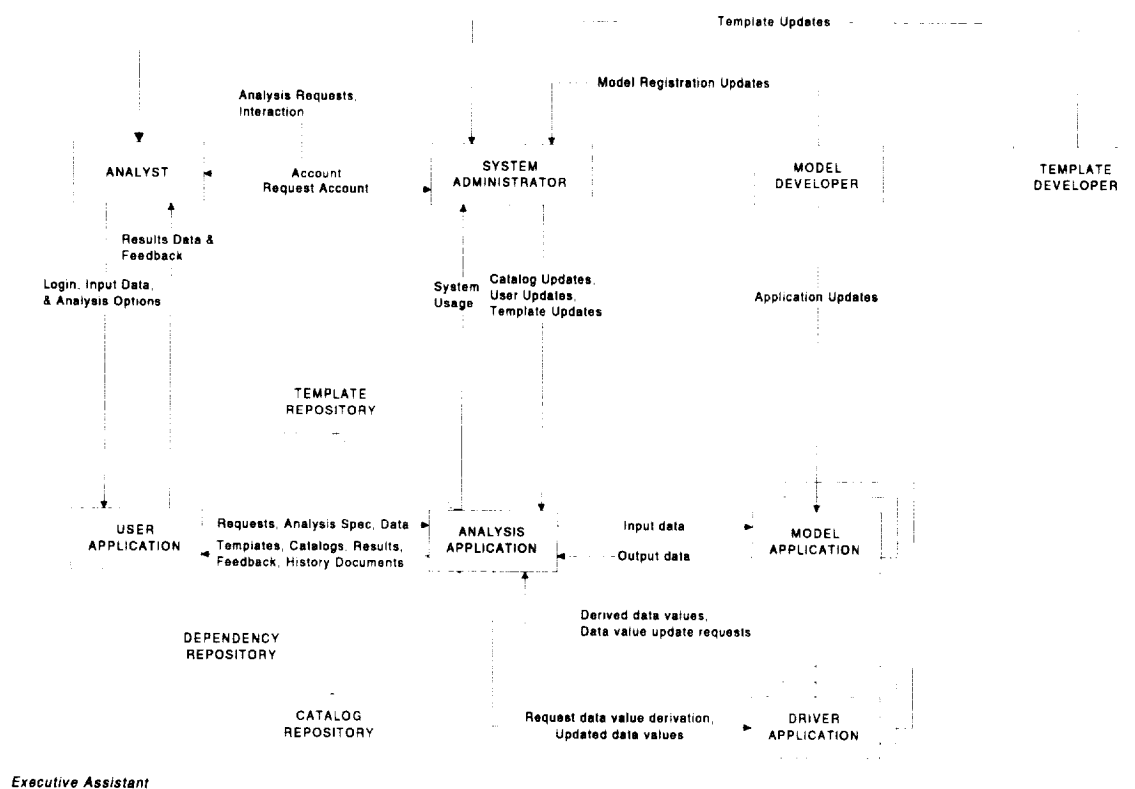 Template Updates
Model Registration Updates
Analysis Requests,
Interaction
ANALYST
Account
Request Account
SYSTEM
ADMINISTRATOR
MODEL
DEVELOPER
TEMPLATE
DEVELOPER
Results Data &
Feedback
Login, Input Data,
& Analysis Options
System
Usage
Catalog Updates,
User Updates,
Template Updates
Application Updates
TEMPLATE
REPOSITORY
USER
APPLICATION
Requests, Analysis Spec, Data
Templates, Catalogs, Results,
Feedback, History Documents
ANALYSIS
APPLICATION
Input data
Output data
MODEL
APPLICATION
Derived data values,
Data value update requests
DEPENDENCY
REPOSITORY
CATALOG
REPOSITORY
Request data value derivation,
Updated data values
DRIVER
APPLICATION
Executive Assistant